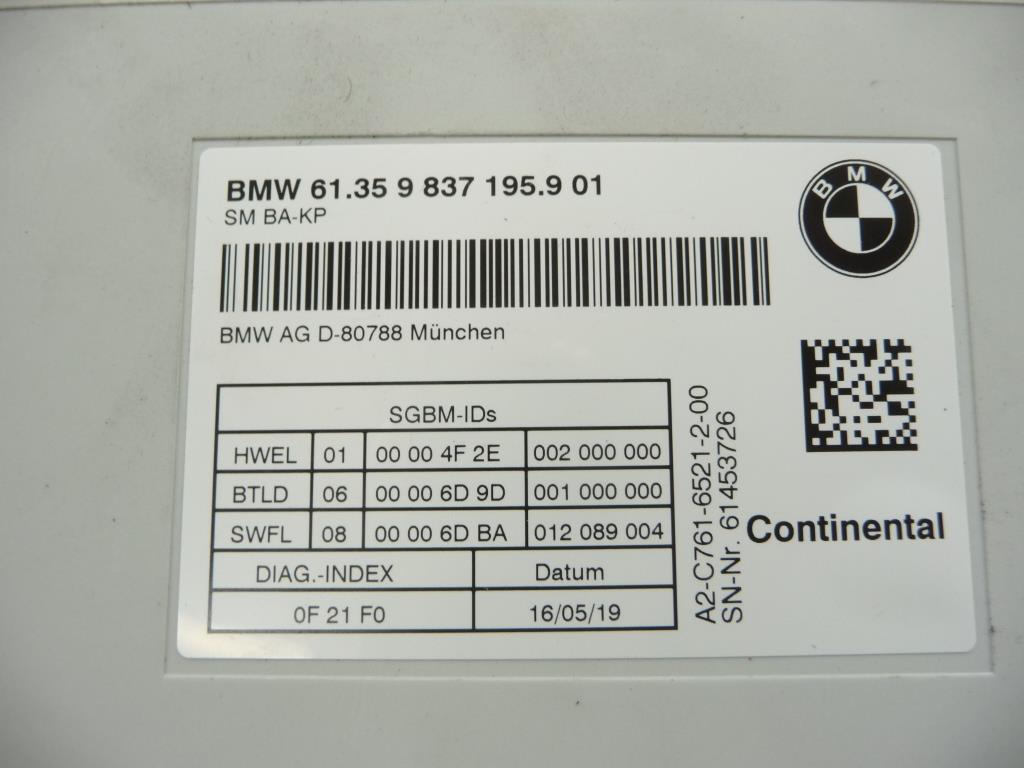 BMW 61.35 9 837 195.9 01
SM BA-KP
BMW
BMW AG D-80788 München
SGBM-IDs
HWEL 01 00 00 4F 2E 002 000 000
BTLD 06 00 00 6D 9D 001 000 000
SWFL 08 00 00 6D BA 012 089 004
DIAG.-INDEX Datum
0F 21 F0 16/05/19
A2-C761-6521-2-00
SN-Nr. 61453726
Continental